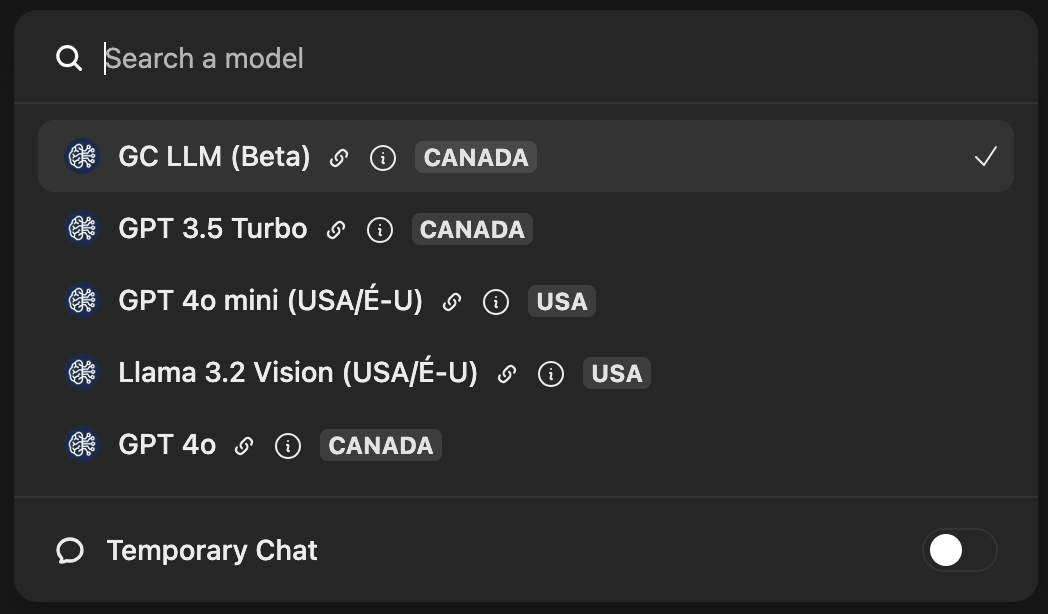 Search a model
GC LLM (Beta) CANADA
GPT 3.5 Turbo CANADA
GPT 4o mini (USA/É-U) USA
Llama 3.2 Vision (USA/É-U) USA
GPT 4o CANADA
Temporary Chat